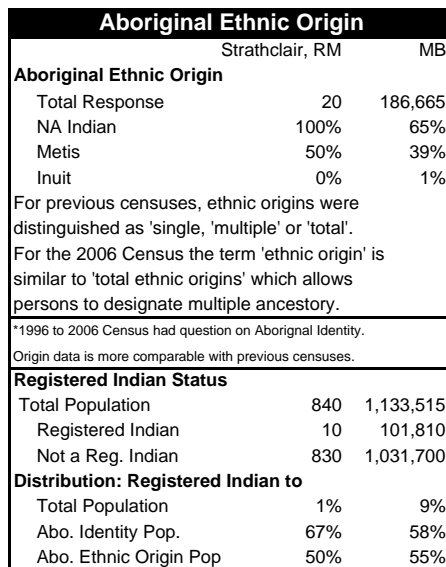 Aboriginal Ethnic Origin
Strathclair, RM MB
Aboriginal Ethnic Origin
Total Response 20 186,665
NA Indian 100% 65%
Metis 50% 39%
Inuit 0% 1%
For previous censuses, ethnic origins were
distinguished as 'single, 'multiple' or 'total'.
For the 2006 Census the term 'ethnic origin' is
similar to 'total ethnic origins' which allows
persons to designate multiple ancestory.
*1996 to 2006 Census had question on Aborignal Identity.
Origin data is more comparable with previous censuses.
Registered Indian Status
Total Population 840 1,133,515
Registered Indian 10 101,810
Not a Reg. Indian 830 1,031,700
Distribution: Registered Indian to
Total Population 1% 9%
Abo. Identity Pop. 67% 58%
Abo. Ethnic Origin Pop 50% 55%